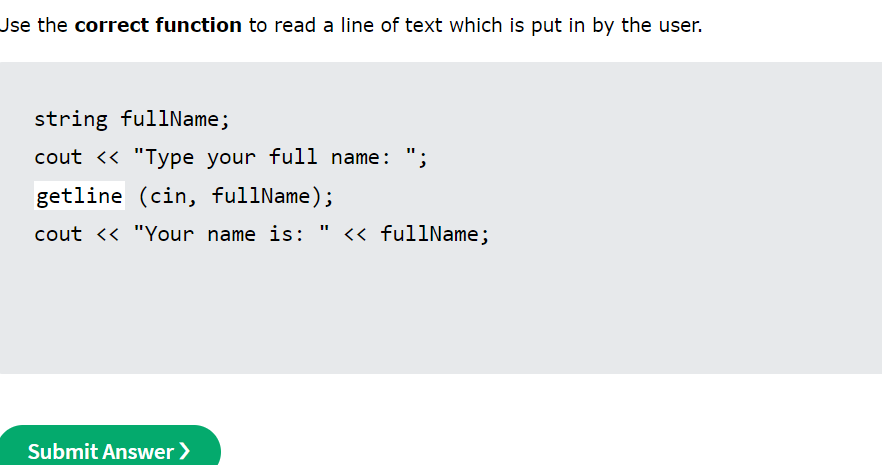 Use the correct function to read a line of text which is put in by the user.
string fullName;
cout << "Type your full name: ";
getline (cin, fullName);
cout << "Your name is: " << fullName;
Submit Answer ❯